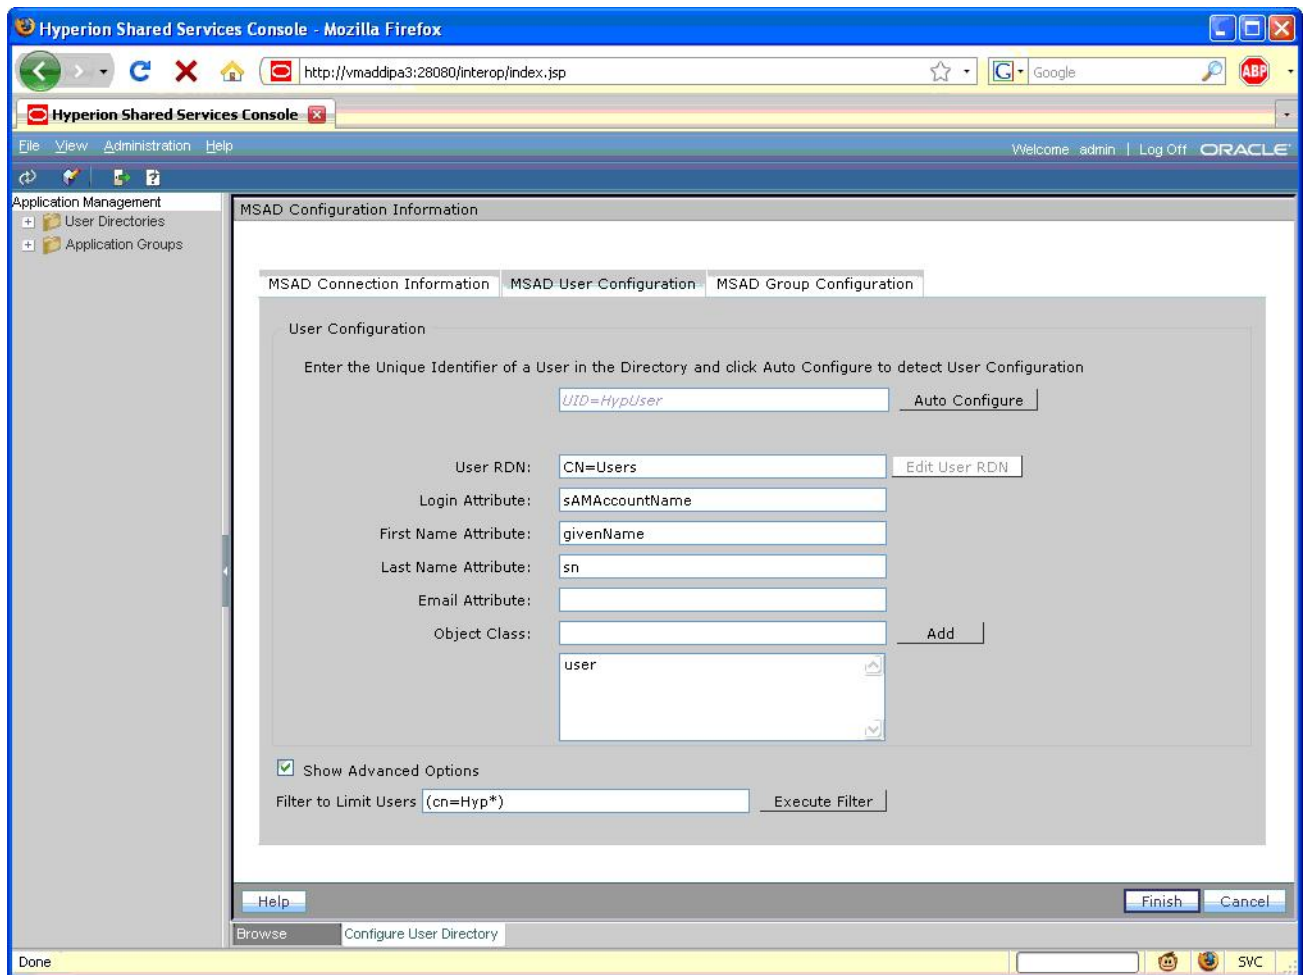 Hyperion Shared Services Console - Mozilla Firefox
http://vmaddipa3:28080/interop/index.jsp
G
Google
ABP
Hyperion Shared Services Console
File View Administration Help
Welcome admin | Log Off ORACLE
Application Management
User Directories
Application Groups
MSAD Configuration Information
MSAD Connection Information
MSAD User Configuration
MSAD Group Configuration
User Configuration
Enter the Unique Identifier of a User in the Directory and click Auto Configure to detect User Configuration
UID=HypUser
Auto Configure
User RDN: CN=Users Edit User RDN
Login Attribute: sAMAccountName
First Name Attribute: givenName
Last Name Attribute: sn
Email Attribute:
Object Class: Add
user
Show Advanced Options
Filter to Limit Users (cn=Hyp*) Execute Filter
Help
Finish Cancel
Browse
Configure User Directory
Done
SVC